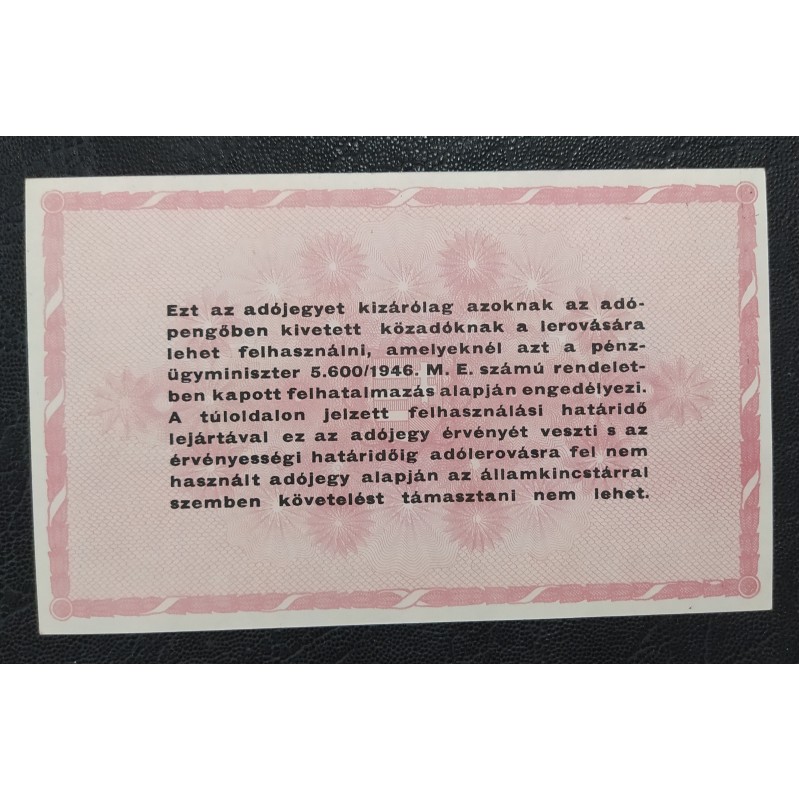 Ezt az adójegyet kizárólag azoknak az adó-
pengőben kivetett közadóknak a lerovására
lehet felhasználni, amelyeknél azt a pénz-
ügyminiszter 5.600/1946. M. E. számú rendelet-
ben kapott felhatalmazás alapján engedélyezi.
A túloldalon jelzett felhasználási határidő
lejártával ez az adójegy érvényét veszti s az
érvényességi határidőig adólerovásra fel nem
használt adójegy alapján az államkincstárral
szemben követelést támasztani nem lehet.